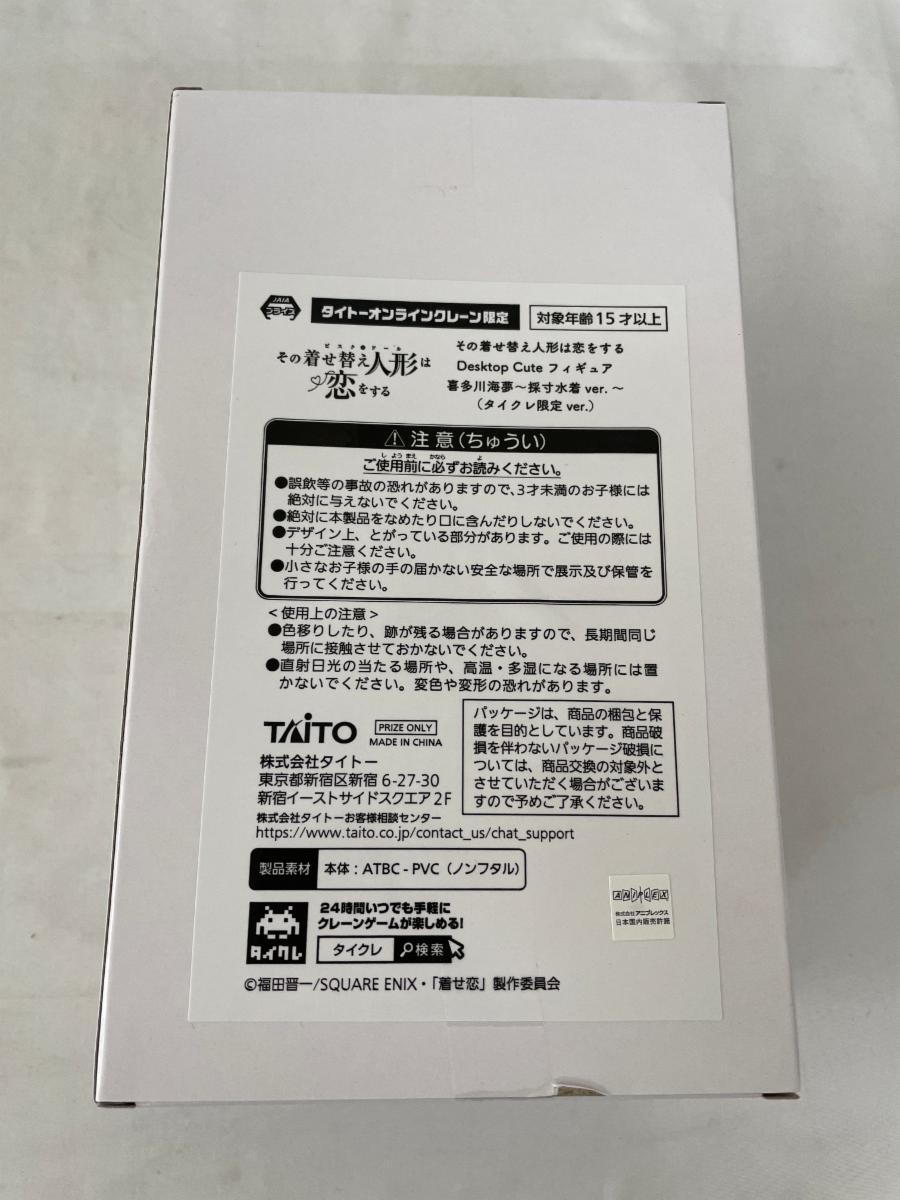 JAIA
プライズ
タイトーオンラインクレーン限定
対象年齢15才以上
ビスク・ドール
その着せ替え人形は
恋をする
その着せ替え人形は恋をする
Desktop Cute フィギュア
喜多川海夢～採寸水着 ver.～
（タイクレ限定 ver.）
注意(ちゅうい)
しようまえ かなら よ
ご使用前に必ずお読みください。
●誤飲等の事故の恐れがありますので、3才未満のお子様には
絶対に与えないでください。
●絶対に本製品をなめたり口に含んだりしないでください。
●デザイン上、とがっている部分があります。ご使用の際には
十分ご注意ください。
●小さなお子様の手の届かない安全な場所で展示及び保管を
行ってください。
＜使用上の注意＞
●色移りしたり、跡が残る場合がありますので、長期間同じ
場所に接触させておかないでください。
●直射日光の当たる場所や、高温・多湿になる場所には置
かないでください。変色や変形の恐れがあります。
TAITO
PRIZE ONLY
MADE IN CHINA
株式会社タイトー
東京都新宿区新宿 6-27-30
新宿イーストサイドスクエア 2F
株式会社タイトーお客様相談センター
https://www.taito.co.jp/contact_us/chat_support
パッケージは、商品の梱包と保
護を目的としています。商品破
損を伴わないパッケージ破損に
ついては、商品交換の対象外と
させていただく場合がございま
すので予めご了承ください。
製品素材
本体：ATBC-PVC（ノンフタル）
タイクレ
24時間いつでも手軽に
クレーンゲームが楽しめる!
タイクレ
検索
ANIPLEX
株式会社アニプレックス
日本国内販売許諾
©福田晋一/SQUARE ENIX・「着せ恋」製作委員会